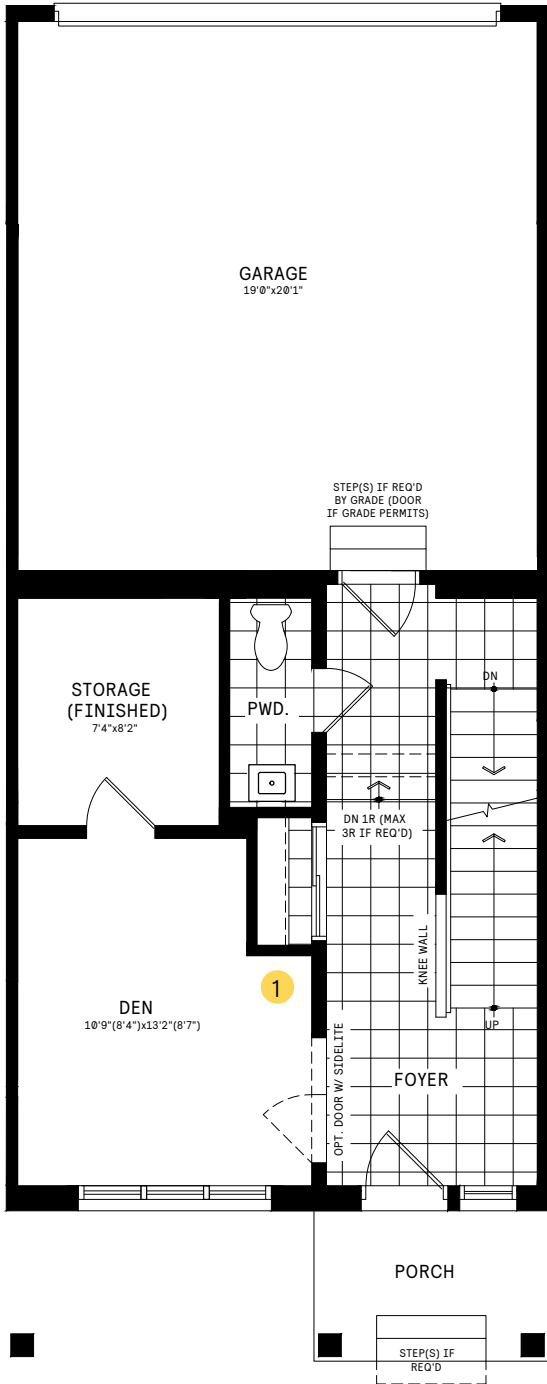 GARAGE
19'0"x20'1"
STEP(S) IF REQ'D
BY GRADE (DOOR
IF GRADE PERMITS)
STORAGE
(FINISHED)
7'4"x8'2"
PWD.
DN
DN 1R (MAX
3R IF REQ'D)
KNEE WALL
1
DEN
10'9"(8'4")x13'2"(8'7")
UP
OPT. DOOR W/ SIDELITE
FOYER
PORCH
STEP(S) IF
REQ'D